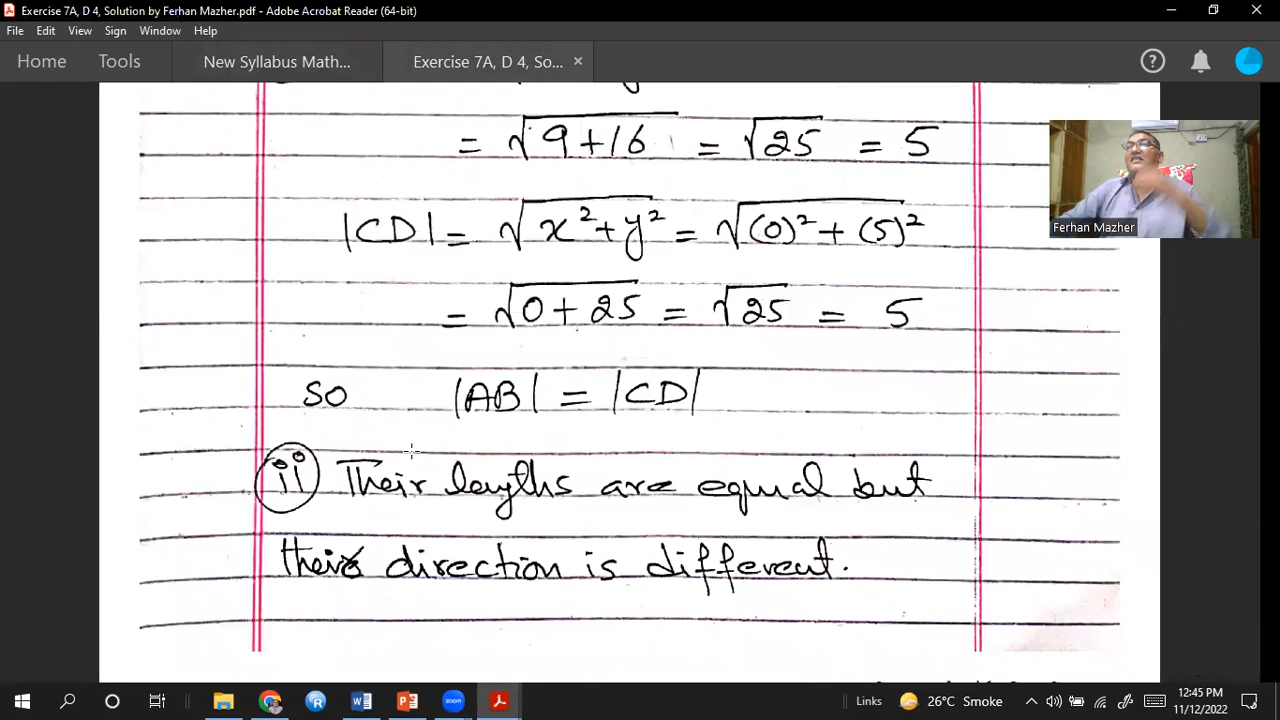 Exercise 7A, D 4, Solution by Ferhan Mazher.pdf - Adobe Acrobat Reader (64-bit)
File Edit View Sign Window Help
Home Tools New Syllabus Math... Exercise 7A, D 4, So... ×
= √9+16 = √25 = 5
|CD| = √x²+y² = √(0)²+(5)²
= √0+25 = √25 = 5
so |AB| = |CD|
ii Their lengths are equal but
their direction is different.
Ferhan Mazher
Links 26°C Smoke 12:45 PM
11/12/2022